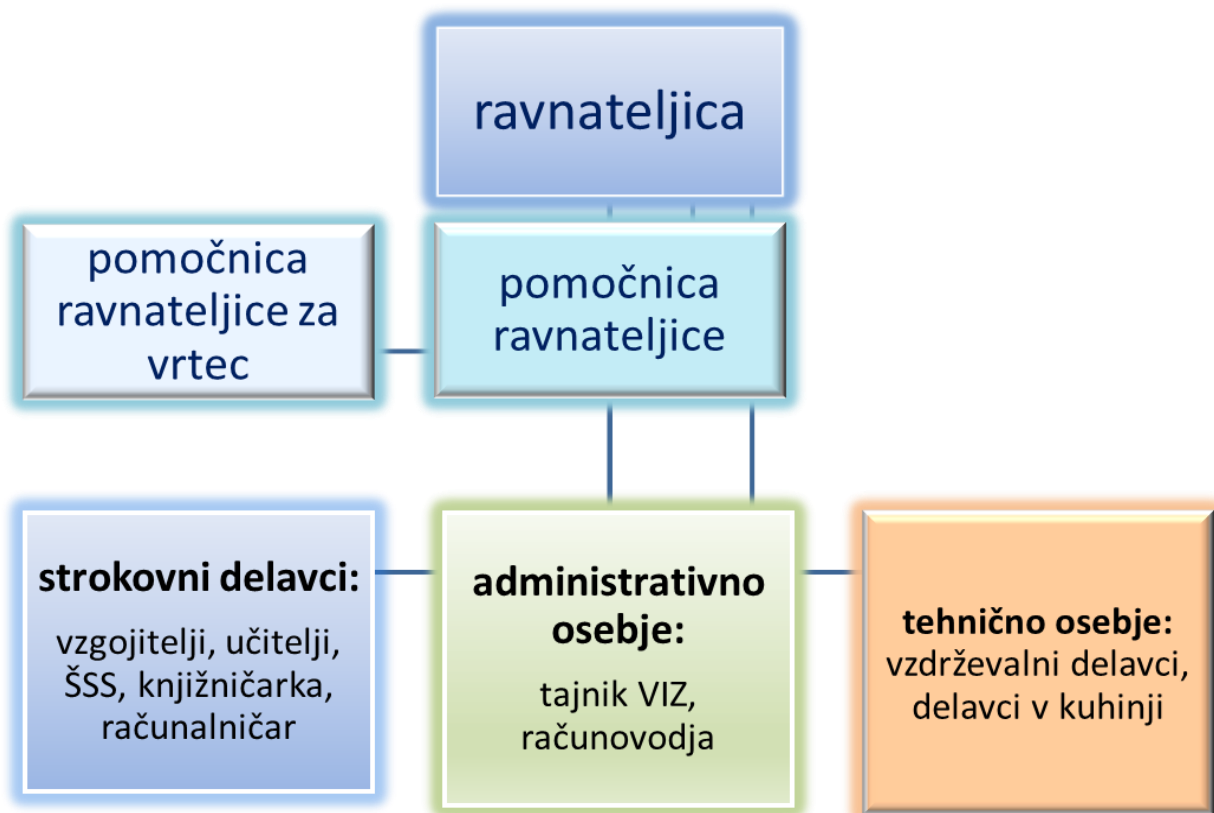 ravnateljica
pomočnica
ravnateljice za
vrtec
pomočnica
ravnateljice
strokovni delavci:
vzgojitelji, učitelji,
ŠSS, knjižničarka,
računalničar
administrativno
osebje:
tajnik VIZ,
računovodja
tehnično osebje:
vzdrževalni delavci,
delavci v kuhinji